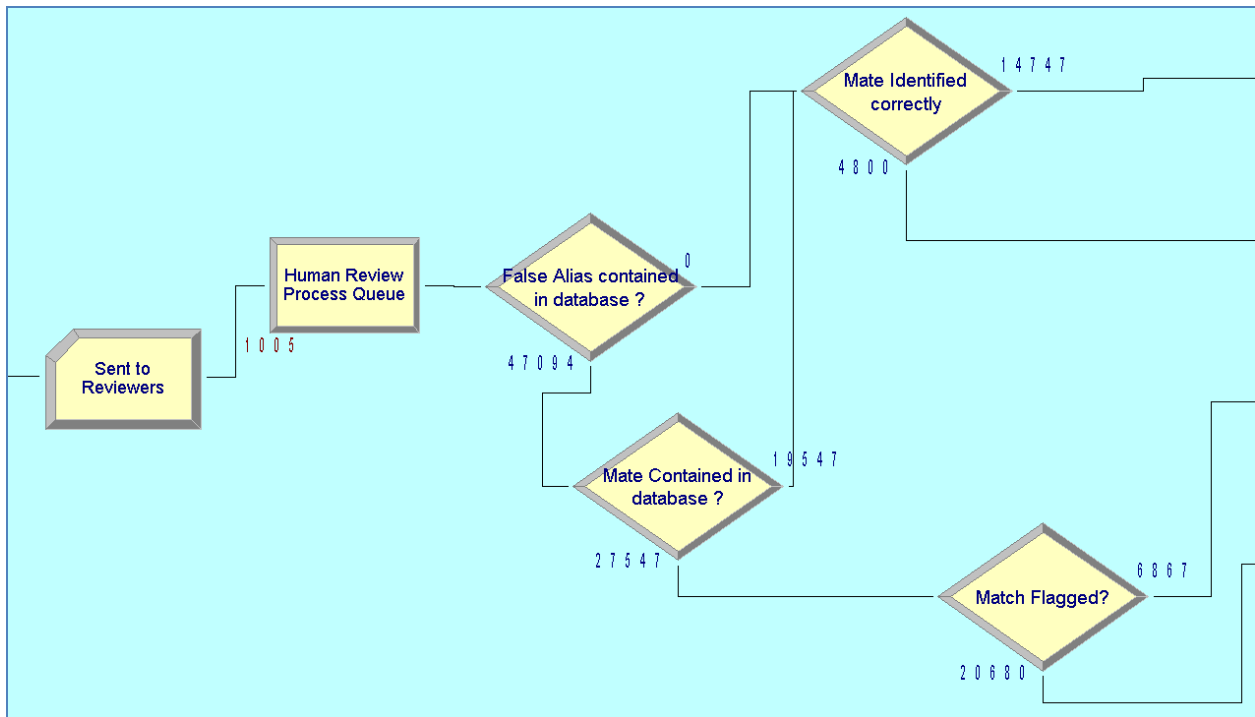 Sent to
Reviewers
1005
Human Review
Process Queue
False Alias contained
in database ?
0
47094
Mate Contained in
database ?
19547
27547
Mate Identified
correctly
14747
4800
Match Flagged?
6867
20680